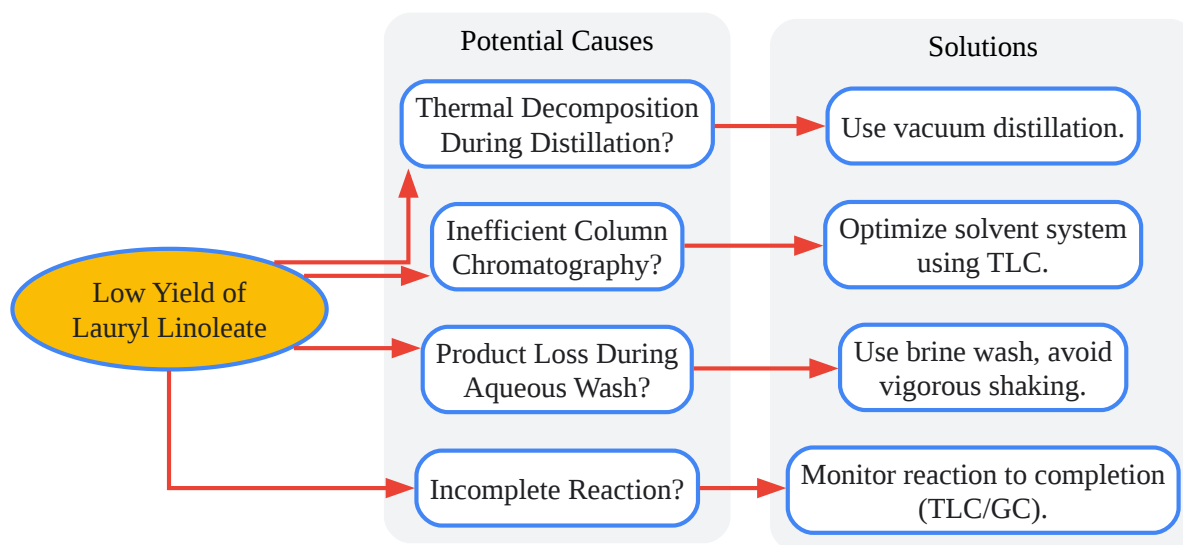 Potential Causes
Solutions
Thermal Decomposition
During Distillation?
Use vacuum distillation.
Inefficient Column
Chromatography?
Optimize solvent system
using TLC.
Low Yield of
Lauryl Linoleate
Product Loss During
Aqueous Wash?
Use brine wash, avoid
vigorous shaking.
Incomplete Reaction?
Monitor reaction to completion
(TLC/GC).